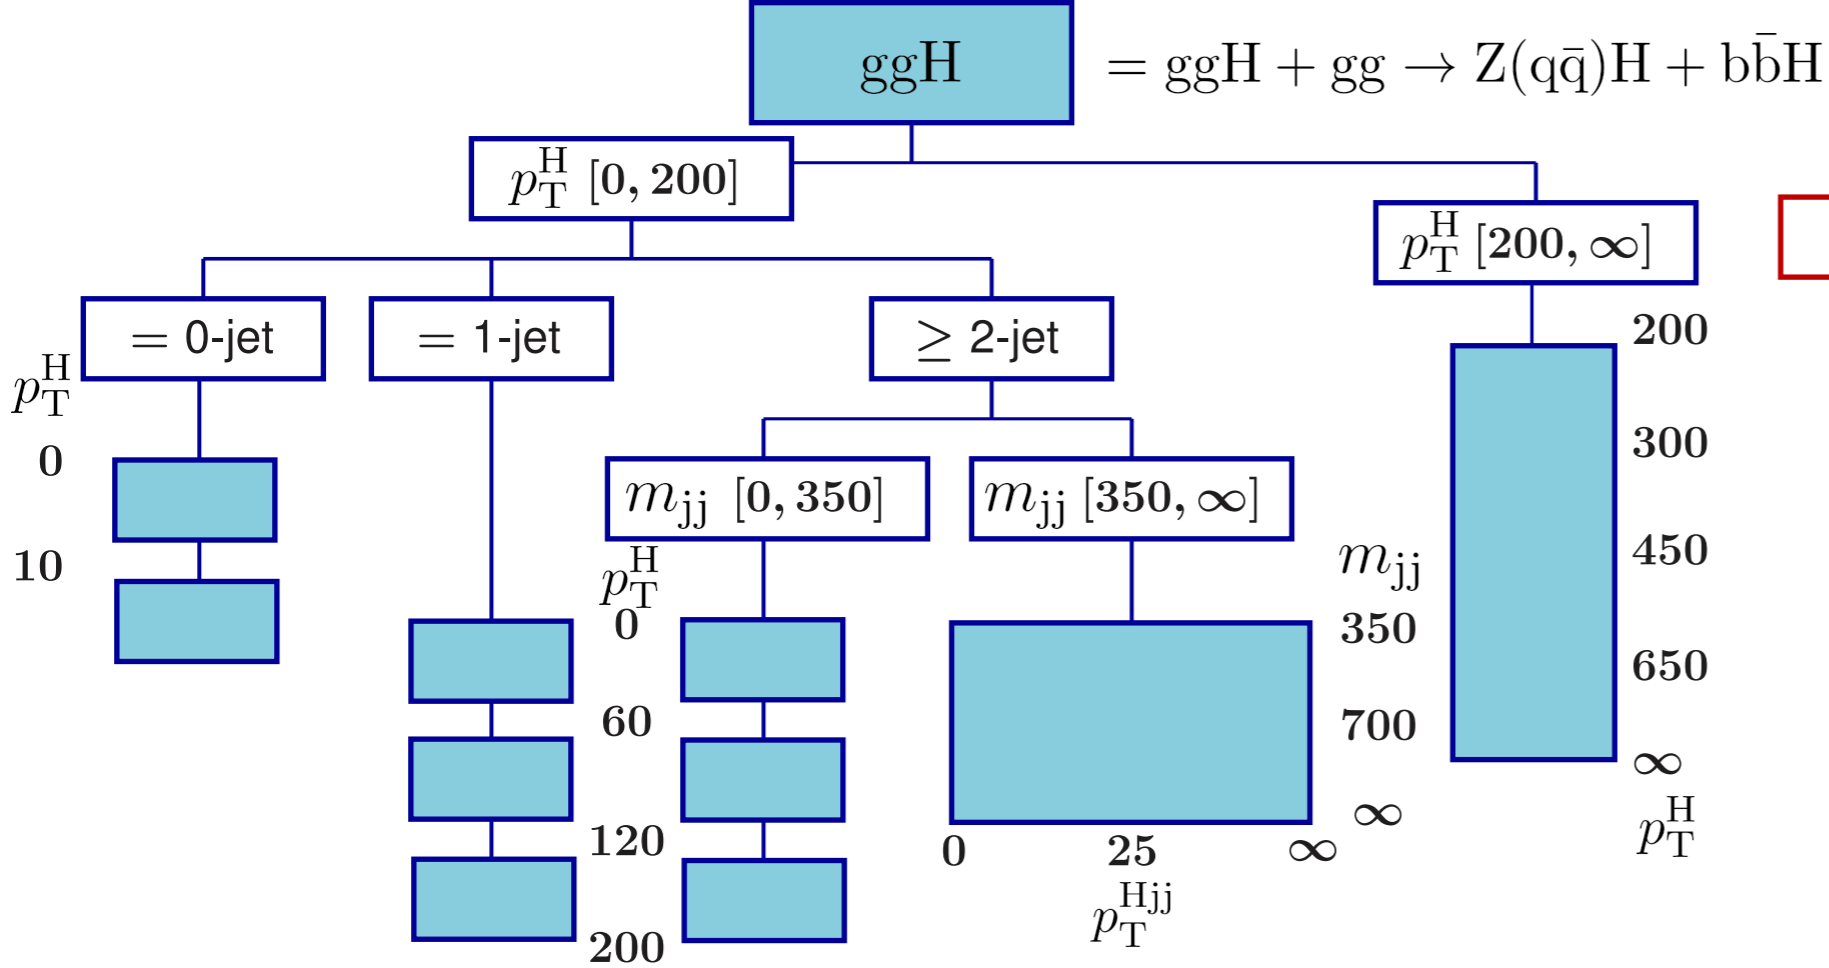 ggH
= ggH + gg → Z(qq̄)H + bb̄H
p_T^H [0, 200]
p_T^H [200, ∞]
= 0-jet
= 1-jet
≥ 2-jet
p_T^H
0
10
m_jj [0, 350]
m_jj [350, ∞]
p_T^H
0
60
120
200
m_jj
350
700
∞
0
25
∞
p_T^Hjj
200
300
450
650
∞
p_T^H